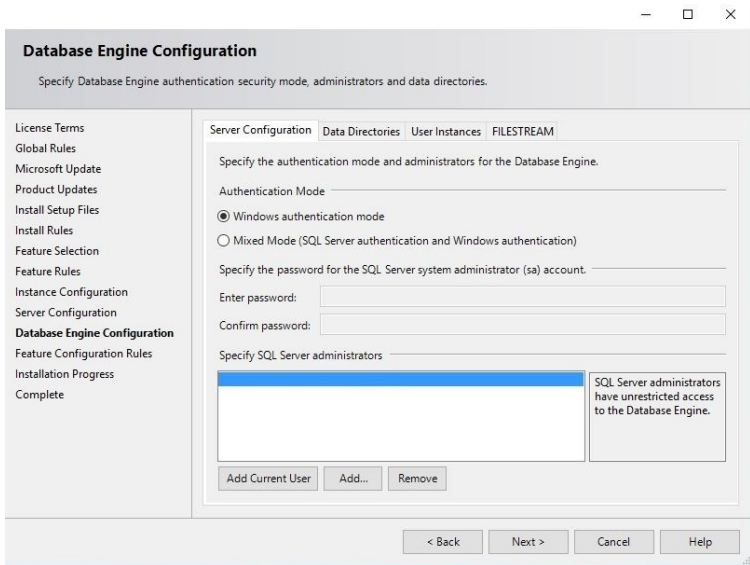 Database Engine Configuration
Specify Database Engine authentication security mode, administrators and data directories.
License Terms
Global Rules
Microsoft Update
Product Updates
Install Setup Files
Install Rules
Feature Selection
Feature Rules
Instance Configuration
Server Configuration
Database Engine Configuration
Feature Configuration Rules
Installation Progress
Complete
Server Configuration Data Directories User Instances FILESTREAM
Specify the authentication mode and administrators for the Database Engine.
Authentication Mode
Windows authentication mode
Mixed Mode (SQL Server authentication and Windows authentication)
Specify the password for the SQL Server system administrator (sa) account.
Enter password:
Confirm password:
Specify SQL Server administrators
SQL Server administrators
have unrestricted access
to the Database Engine.
Add Current User Add... Remove
< Back Next > Cancel Help